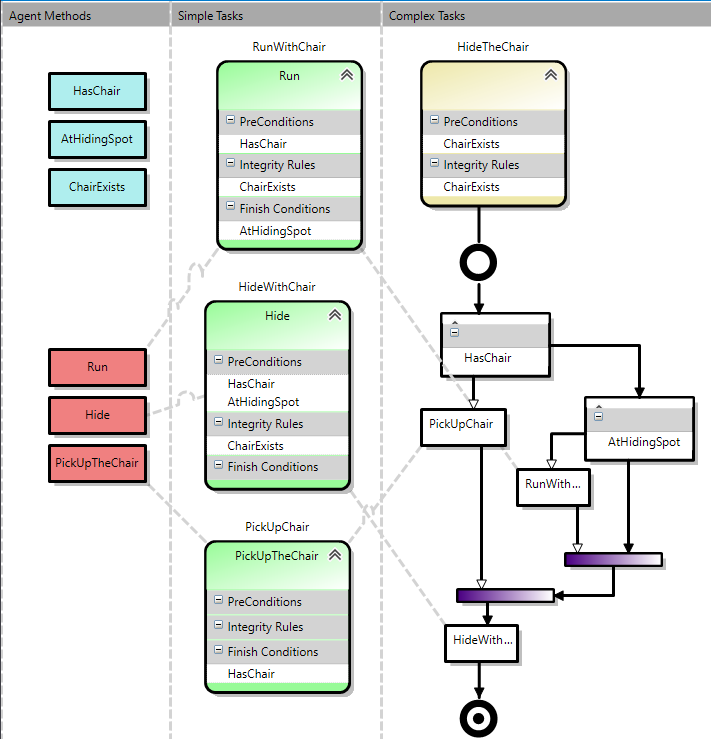 Agent Methods
Simple Tasks
Complex Tasks
HasChair
AtHidingSpot
ChairExists
Run
Hide
PickUpTheChair
RunWithChair
Run
PreConditions
HasChair
Integrity Rules
ChairExists
Finish Conditions
AtHidingSpot
HideWithChair
Hide
PreConditions
HasChair
AtHidingSpot
Integrity Rules
ChairExists
Finish Conditions
PickUpChair
PickUpTheChair
PreConditions
Integrity Rules
Finish Conditions
HasChair
HideTheChair
PreConditions
ChairExists
Integrity Rules
ChairExists
HasChair
PickUpChair
AtHidingSpot
RunWith...
HideWith...